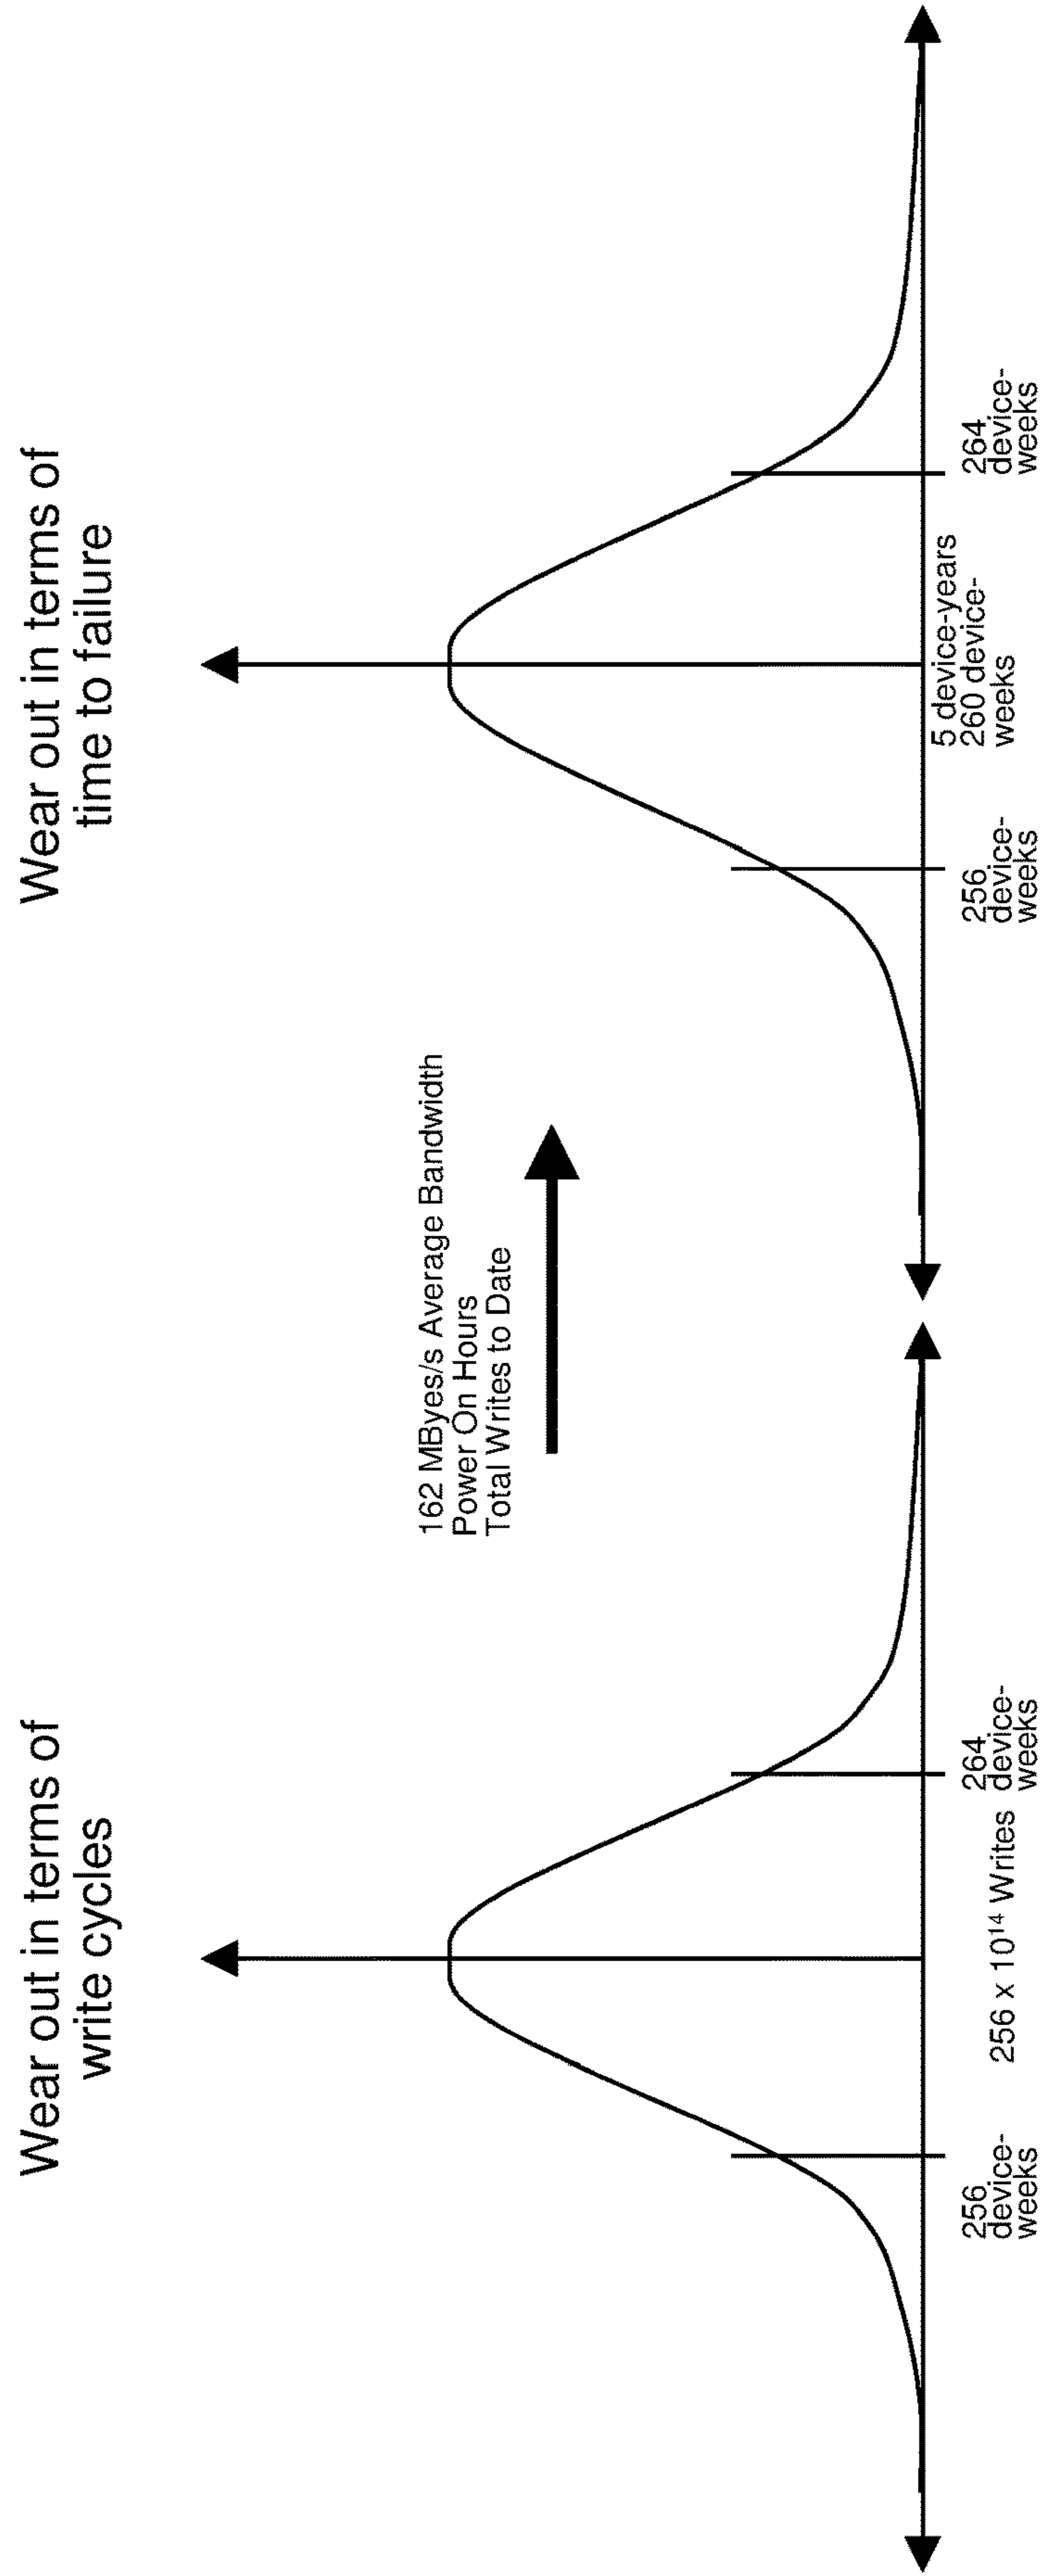 Wear out in terms of
write cycles
256
device-
weeks
256 x 10¹⁴ Writes
264
device-
weeks
162 MByes/s Average Bandwidth
Power On Hours
Total Writes to Date
Wear out in terms of
time to failure
256
device-
weeks
5 device-years
260 device-
weeks
264
device-
weeks